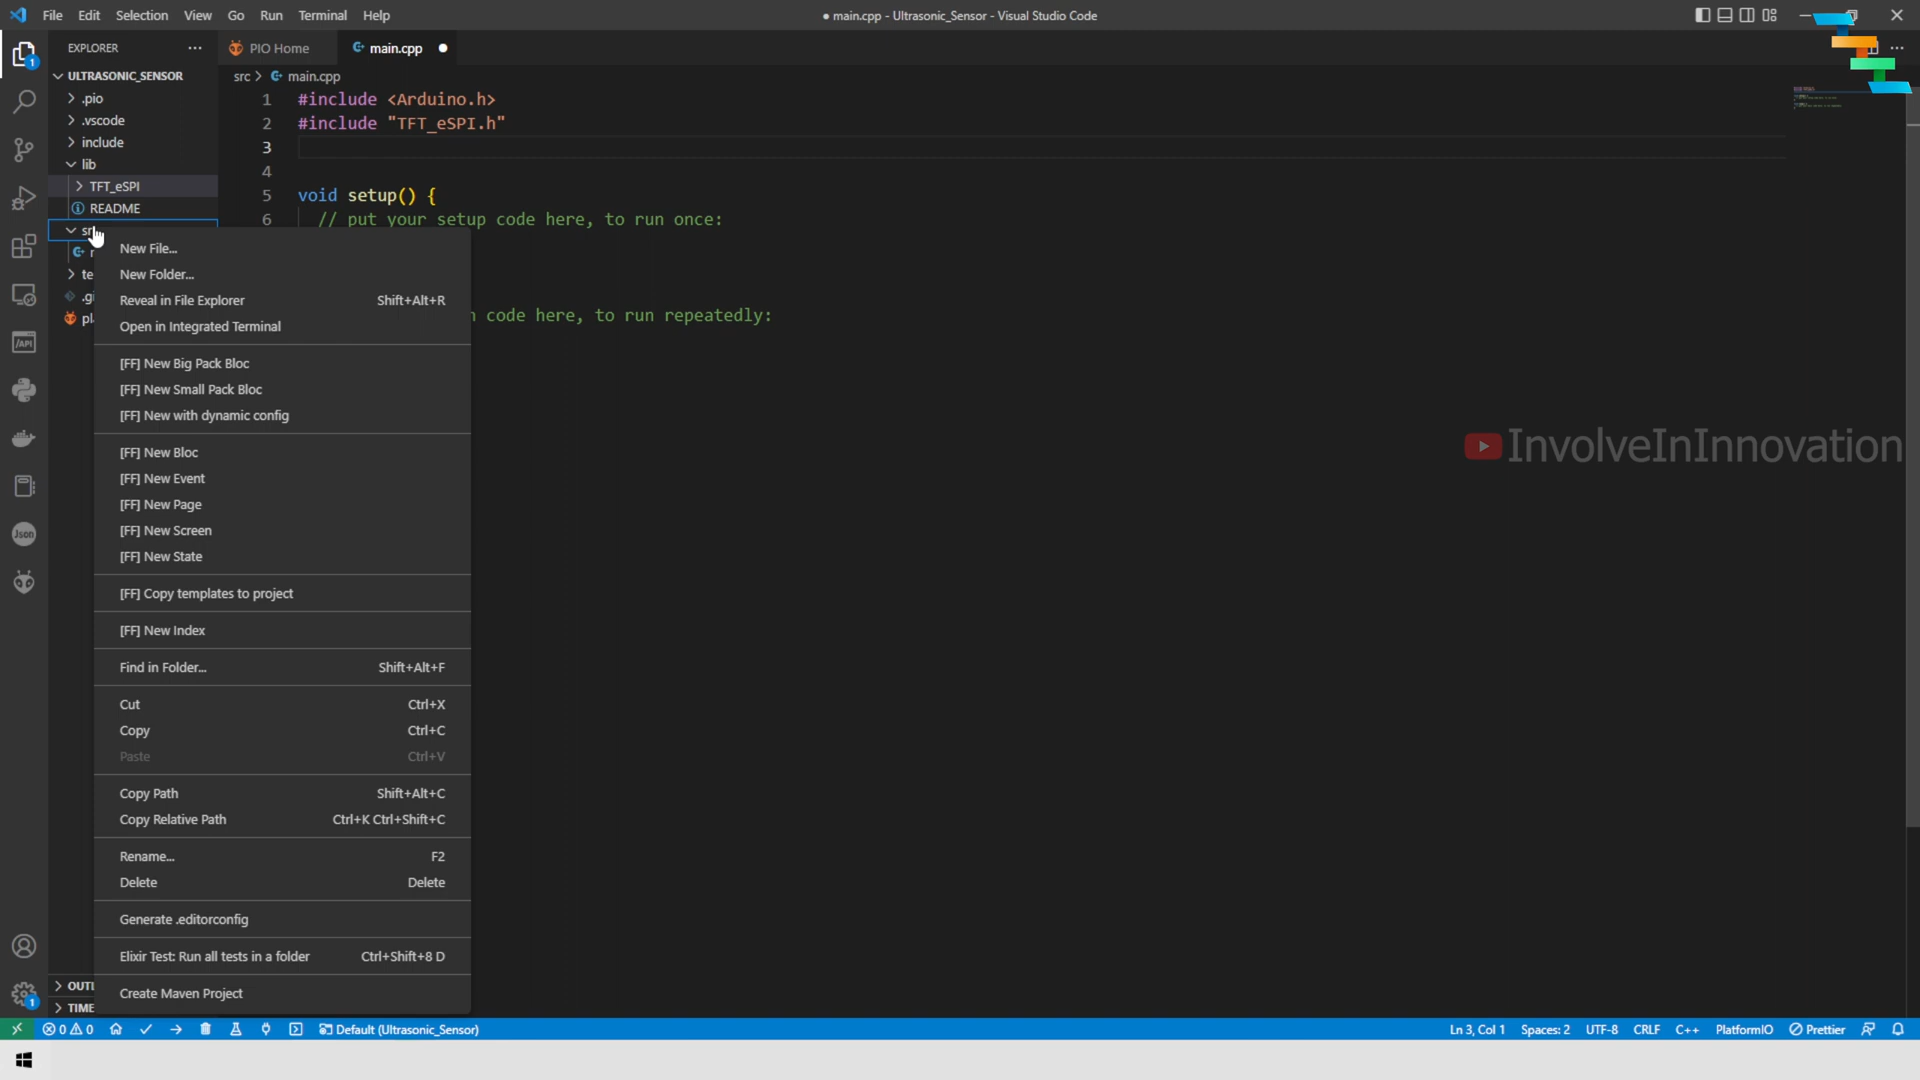 File Edit Selection View Go Run Terminal Help
● main.cpp - Ultrasonic_Sensor - Visual Studio Code
EXPLORER ···
PIO Home
main.cpp ●
ULTRASONIC_SENSOR
src > main.cpp
.pio
.vscode
include
lib
TFT_eSPI
README
1 #include <Arduino.h>
2 #include "TFT_eSPI.h"
3
4
5 void setup() {
6 // put your setup code here, to run once:
code here, to run repeatedly:
New File...
New Folder...
Reveal in File Explorer Shift+Alt+R
Open in Integrated Terminal
[FF] New Big Pack Bloc
[FF] New Small Pack Bloc
[FF] New with dynamic config
[FF] New Bloc
[FF] New Event
[FF] New Page
[FF] New Screen
[FF] New State
[FF] Copy templates to project
[FF] New Index
Find in Folder... Shift+Alt+F
Cut Ctrl+X
Copy Ctrl+C
Paste Ctrl+V
Copy Path Shift+Alt+C
Copy Relative Path Ctrl+K Ctrl+Shift+C
Rename... F2
Delete Delete
Generate .editorconfig
Elixir Test: Run all tests in a folder Ctrl+Shift+8 D
Create Maven Project
InvolveInInnovation
/API
Json
1
1
0 0
Default (Ultrasonic_Sensor)
Ln 3, Col 1 Spaces: 2 UTF-8 CRLF C++ PlatformIO Prettier